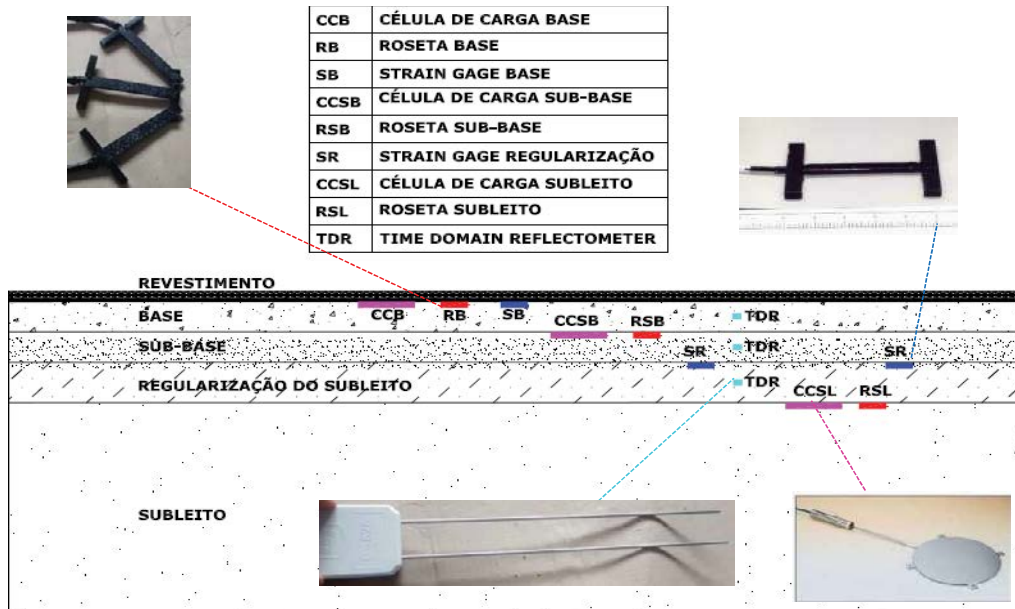 CCB CÉLULA DE CARGA BASE
RB ROSETA BASE
SB STRAIN GAGE BASE
CCSB CÉLULA DE CARGA SUB-BASE
RSB ROSETA SUB-BASE
SR STRAIN GAGE REGULARIZAÇÃO
CCSL CÉLULA DE CARGA SUBLEITO
RSL ROSETA SUBLEITO
TDR TIME DOMAIN REFLECTOMETER
REVESTIMENTO
BASE CCB RB SB CCSB RSB TDR
SUB-BASE SR TDR SR
REGULARIZAÇÃO DO SUBLEITO TDR CCSL RSL
SUBLEITO